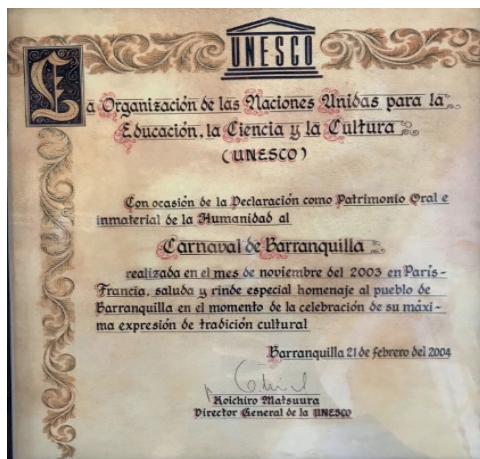 UNESCO
La Organización de las Naciones Unidas para la
Educación, la Ciencia y la Cultura
(UNESCO)
Con ocasión de la Declaración como Patrimonio Oral e
inmaterial de la Humanidad al
Carnaval de Barranquilla
realizada en el mes de noviembre del 2003 en París-
Francia, saluda y rinde especial homenaje al pueblo de
Barranquilla en el momento de la celebración de su máxi-
ma expresión de tradición cultural
Barranquilla 21 de febrero del 2004
Koichiro Matsuura
Director General de la UNESCO